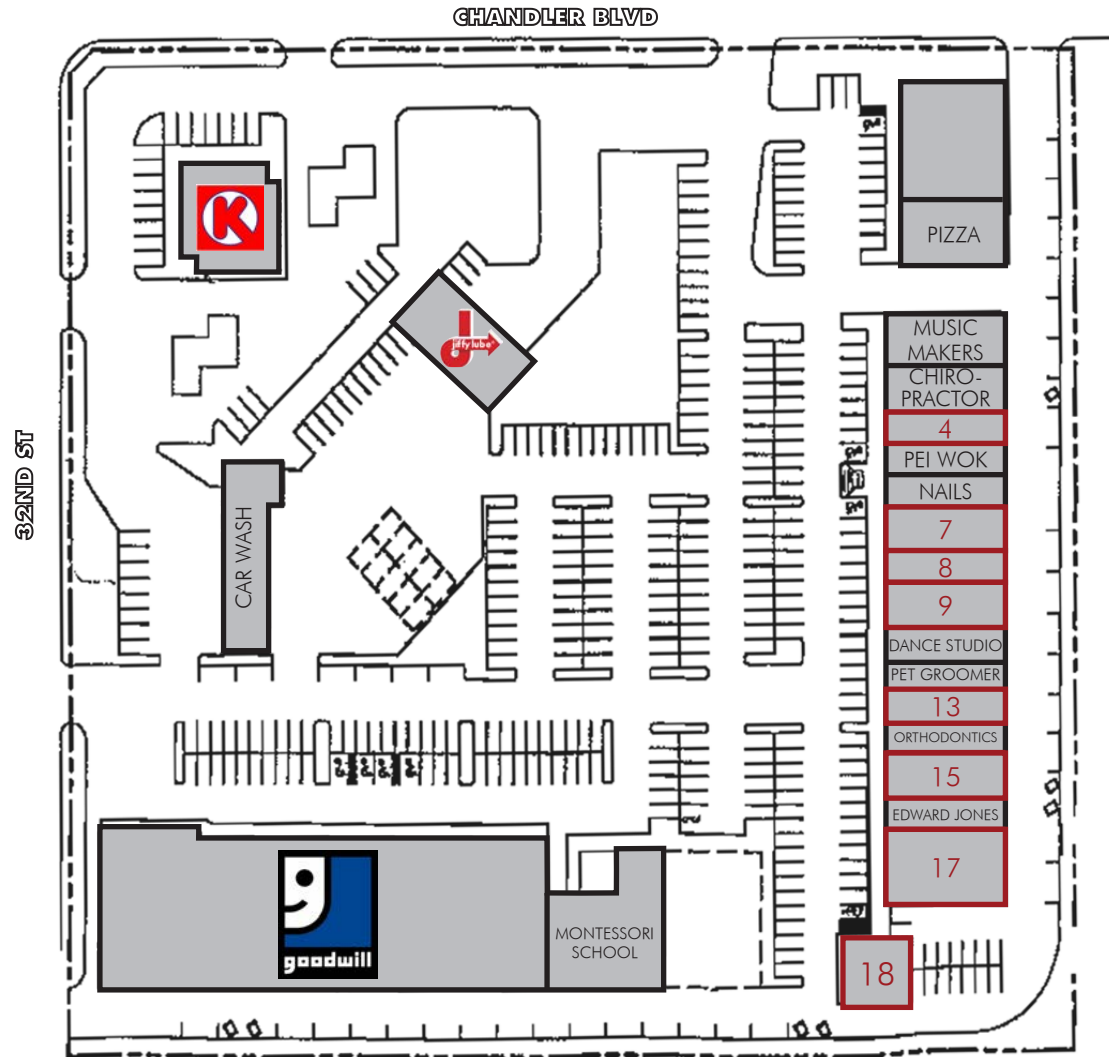 CHANDLER BLVD
32ND ST
K
PIZZA
jiffy lube
MUSIC
MAKERS
CHIRO-
PRACTOR
4
PEI WOK
NAILS
7
8
9
CAR WASH
DANCE STUDIO
PET GROOMER
13
ORTHODONTICS
15
EDWARD JONES
17
goodwill
MONTESSORI
SCHOOL
18